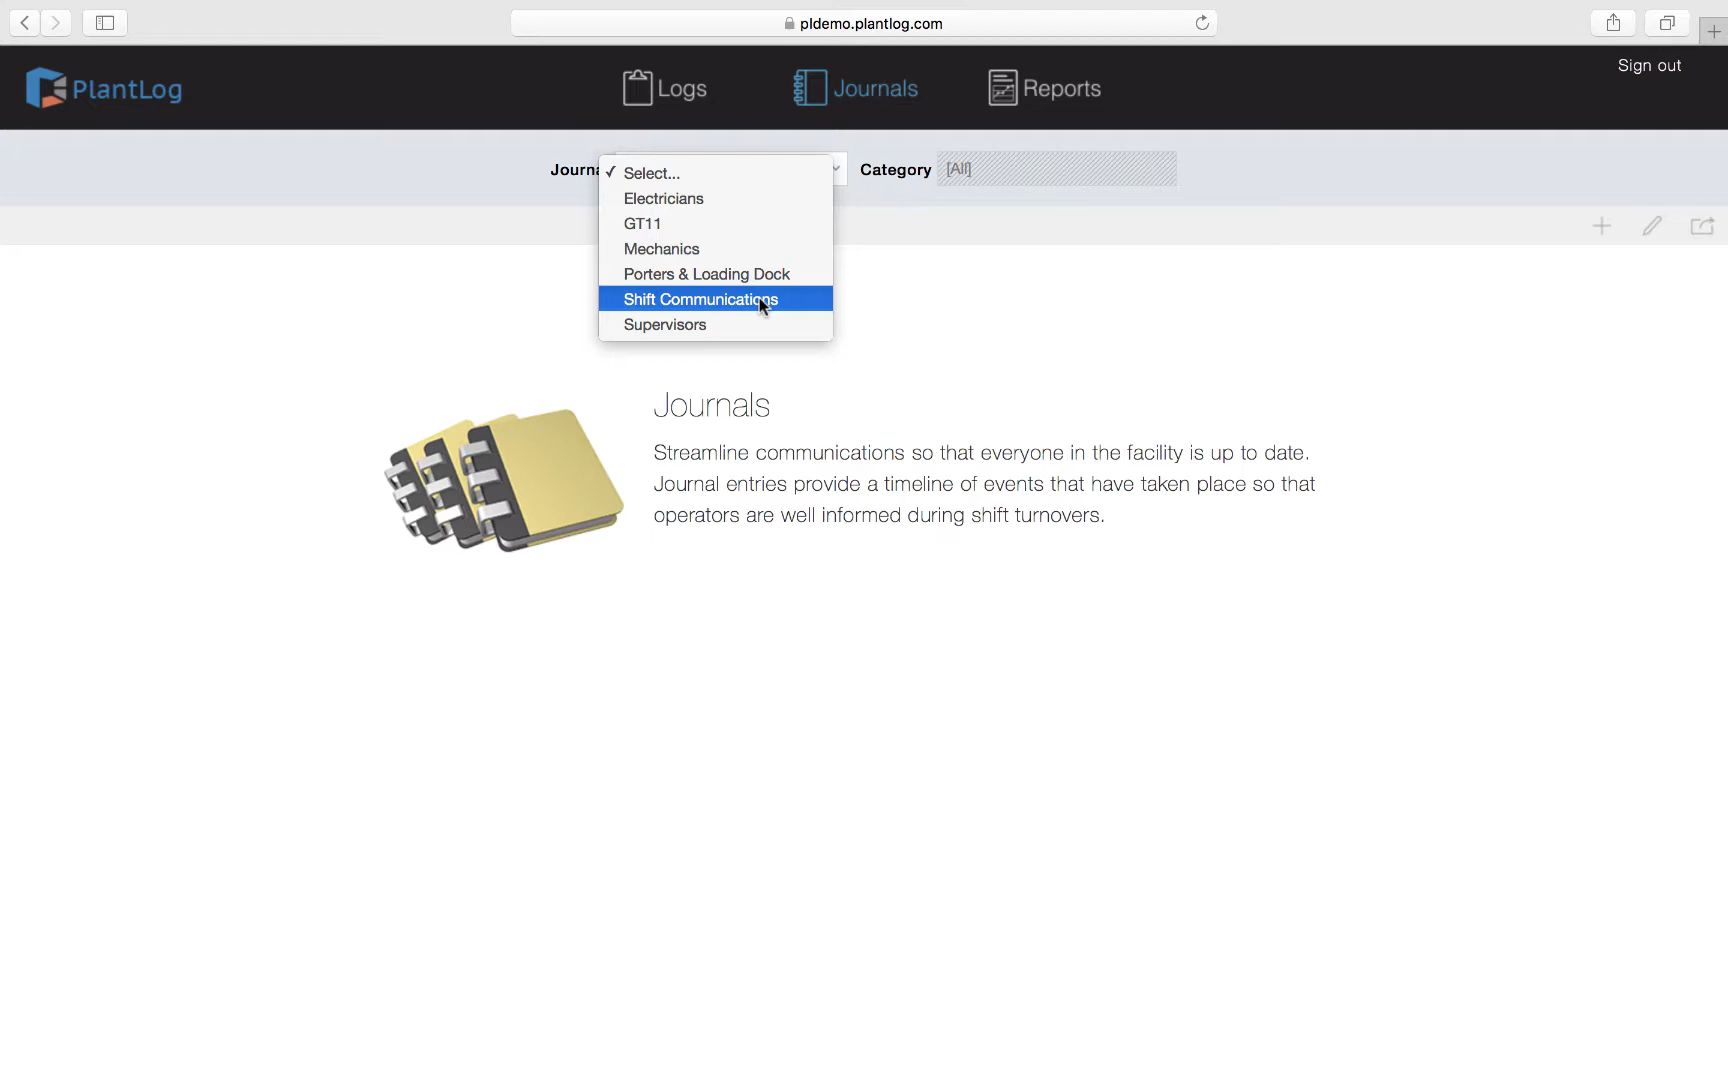 pldemo.plantlog.com
Sign out
PlantLog
Logs
Journals
Reports
Journa
Category
[All]
✓ Select...
Electricians
GT11
Mechanics
Porters & Loading Dock
Shift Communications
Supervisors
Journals
Streamline communications so that everyone in the facility is up to date.
Journal entries provide a timeline of events that have taken place so that
operators are well informed during shift turnovers.